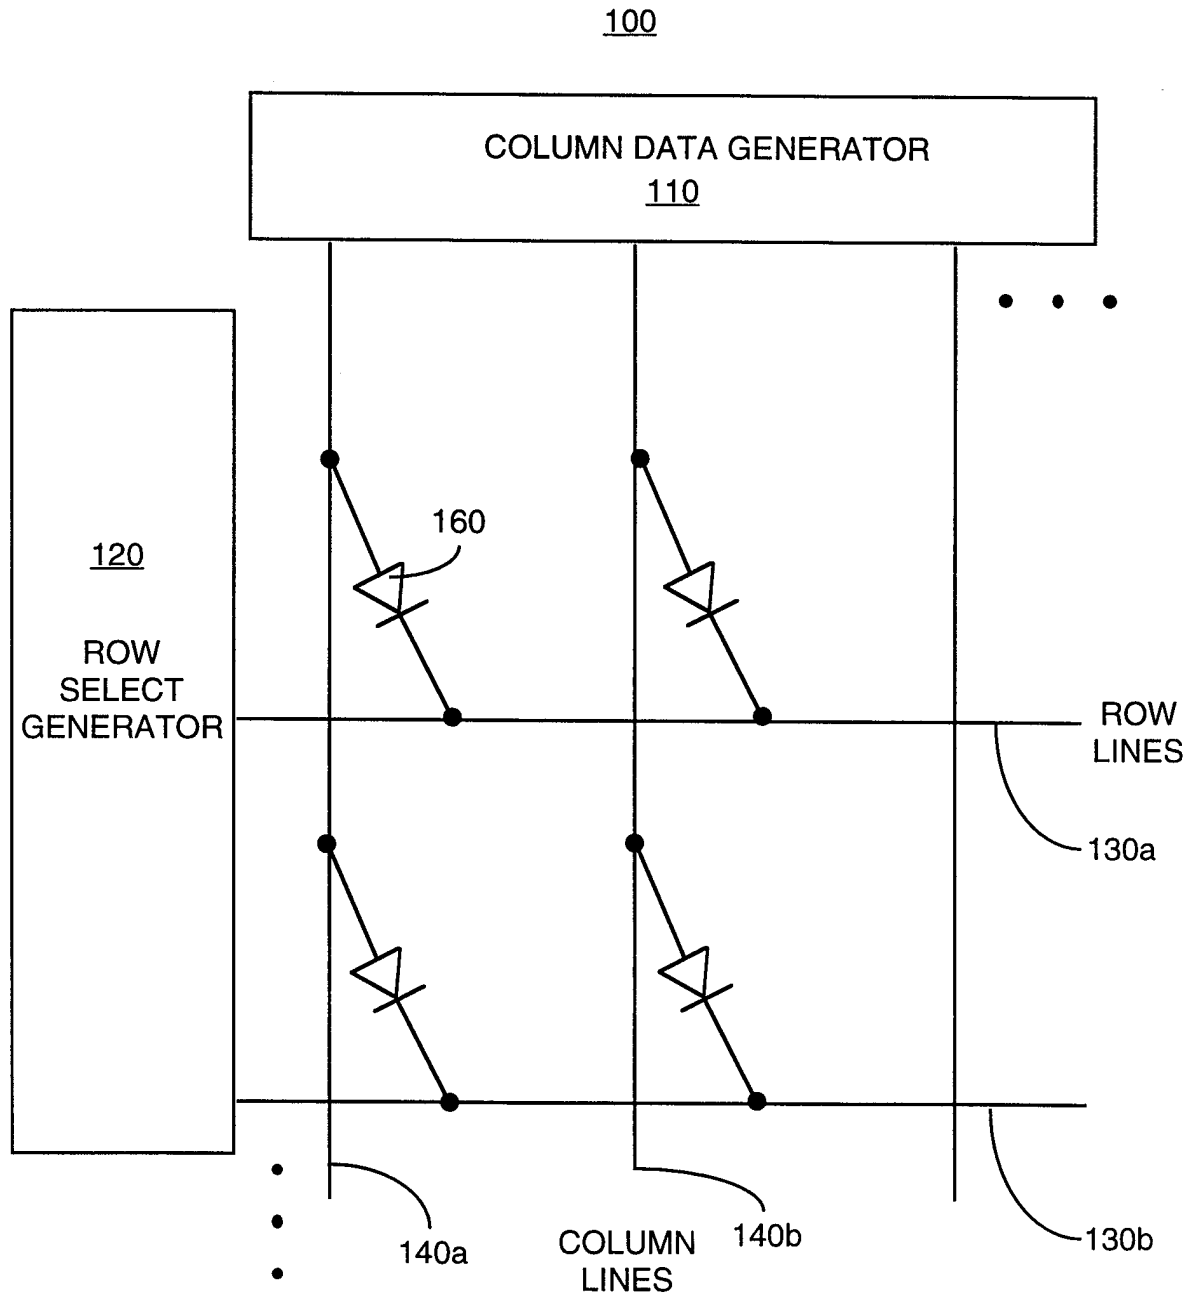 100
COLUMN DATA GENERATOR
110
160
120
ROW
SELECT
GENERATOR
ROW
LINES
130a
140a
COLUMN
LINES
140b
130b